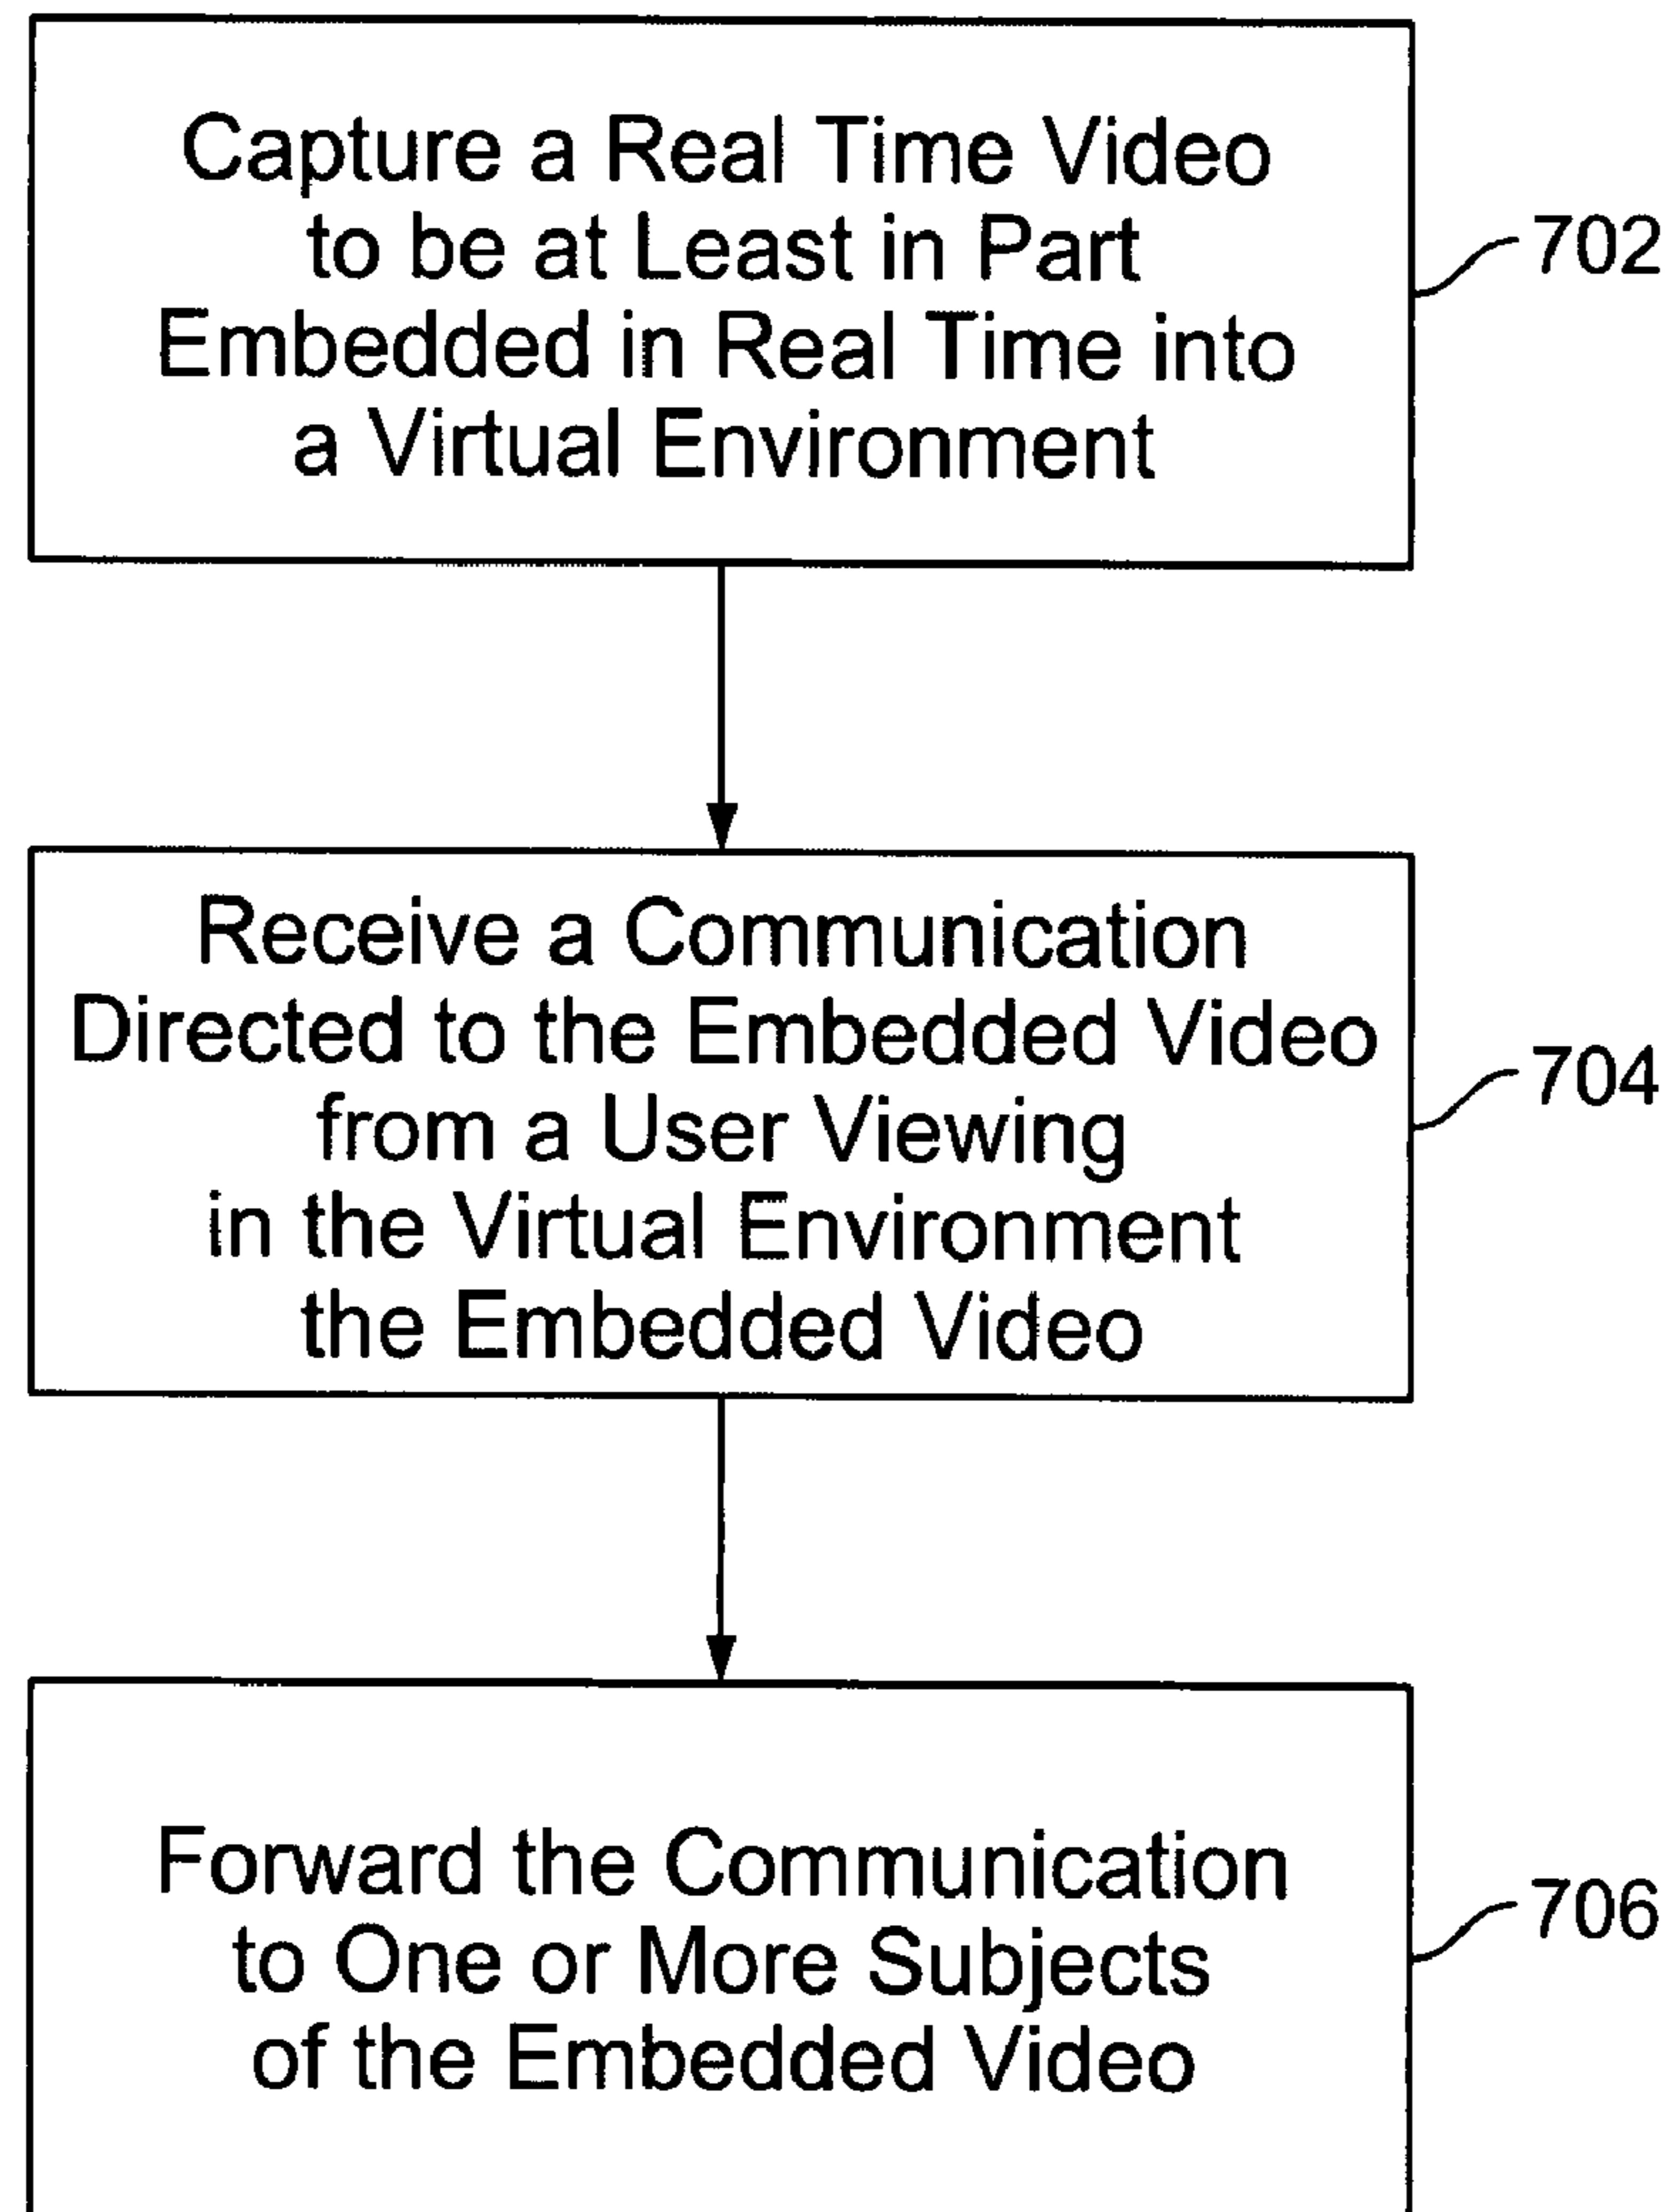 Capture a Real Time Video
to be at Least in Part
Embedded in Real Time into
a Virtual Environment
702
Receive a Communication
Directed to the Embedded Video
from a User Viewing
in the Virtual Environment
the Embedded Video
704
Forward the Communication
to One or More Subjects
of the Embedded Video
706